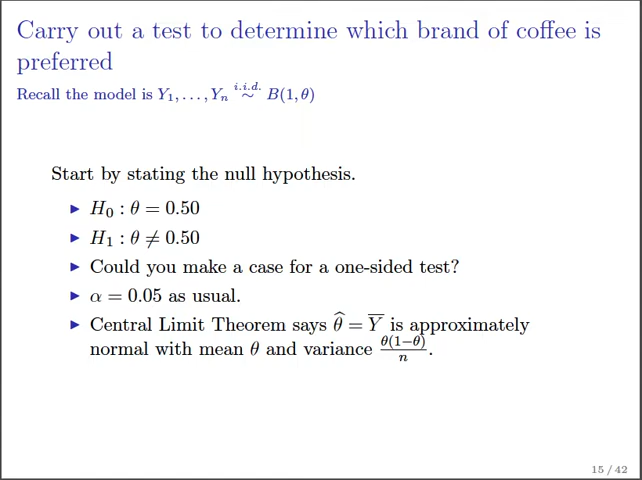 Carry out a test to determine which brand of coffee is
preferred
Recall the model is Y₁, . . . , Yₙ i.i.d. ∼ B(1, θ)
Start by stating the null hypothesis.
▶ H₀ : θ = 0.50
▶ H₁ : θ ≠ 0.50
▶ Could you make a case for a one-sided test?
▶ α = 0.05 as usual.
▶ Central Limit Theorem says θ̂ = Y̅ is approximately
normal with mean θ and variance θ(1−θ)/n.
15 / 42